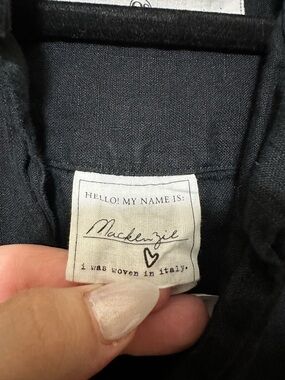 HELLO! MY NAME IS:
Mackenzie
i was woven in italy.